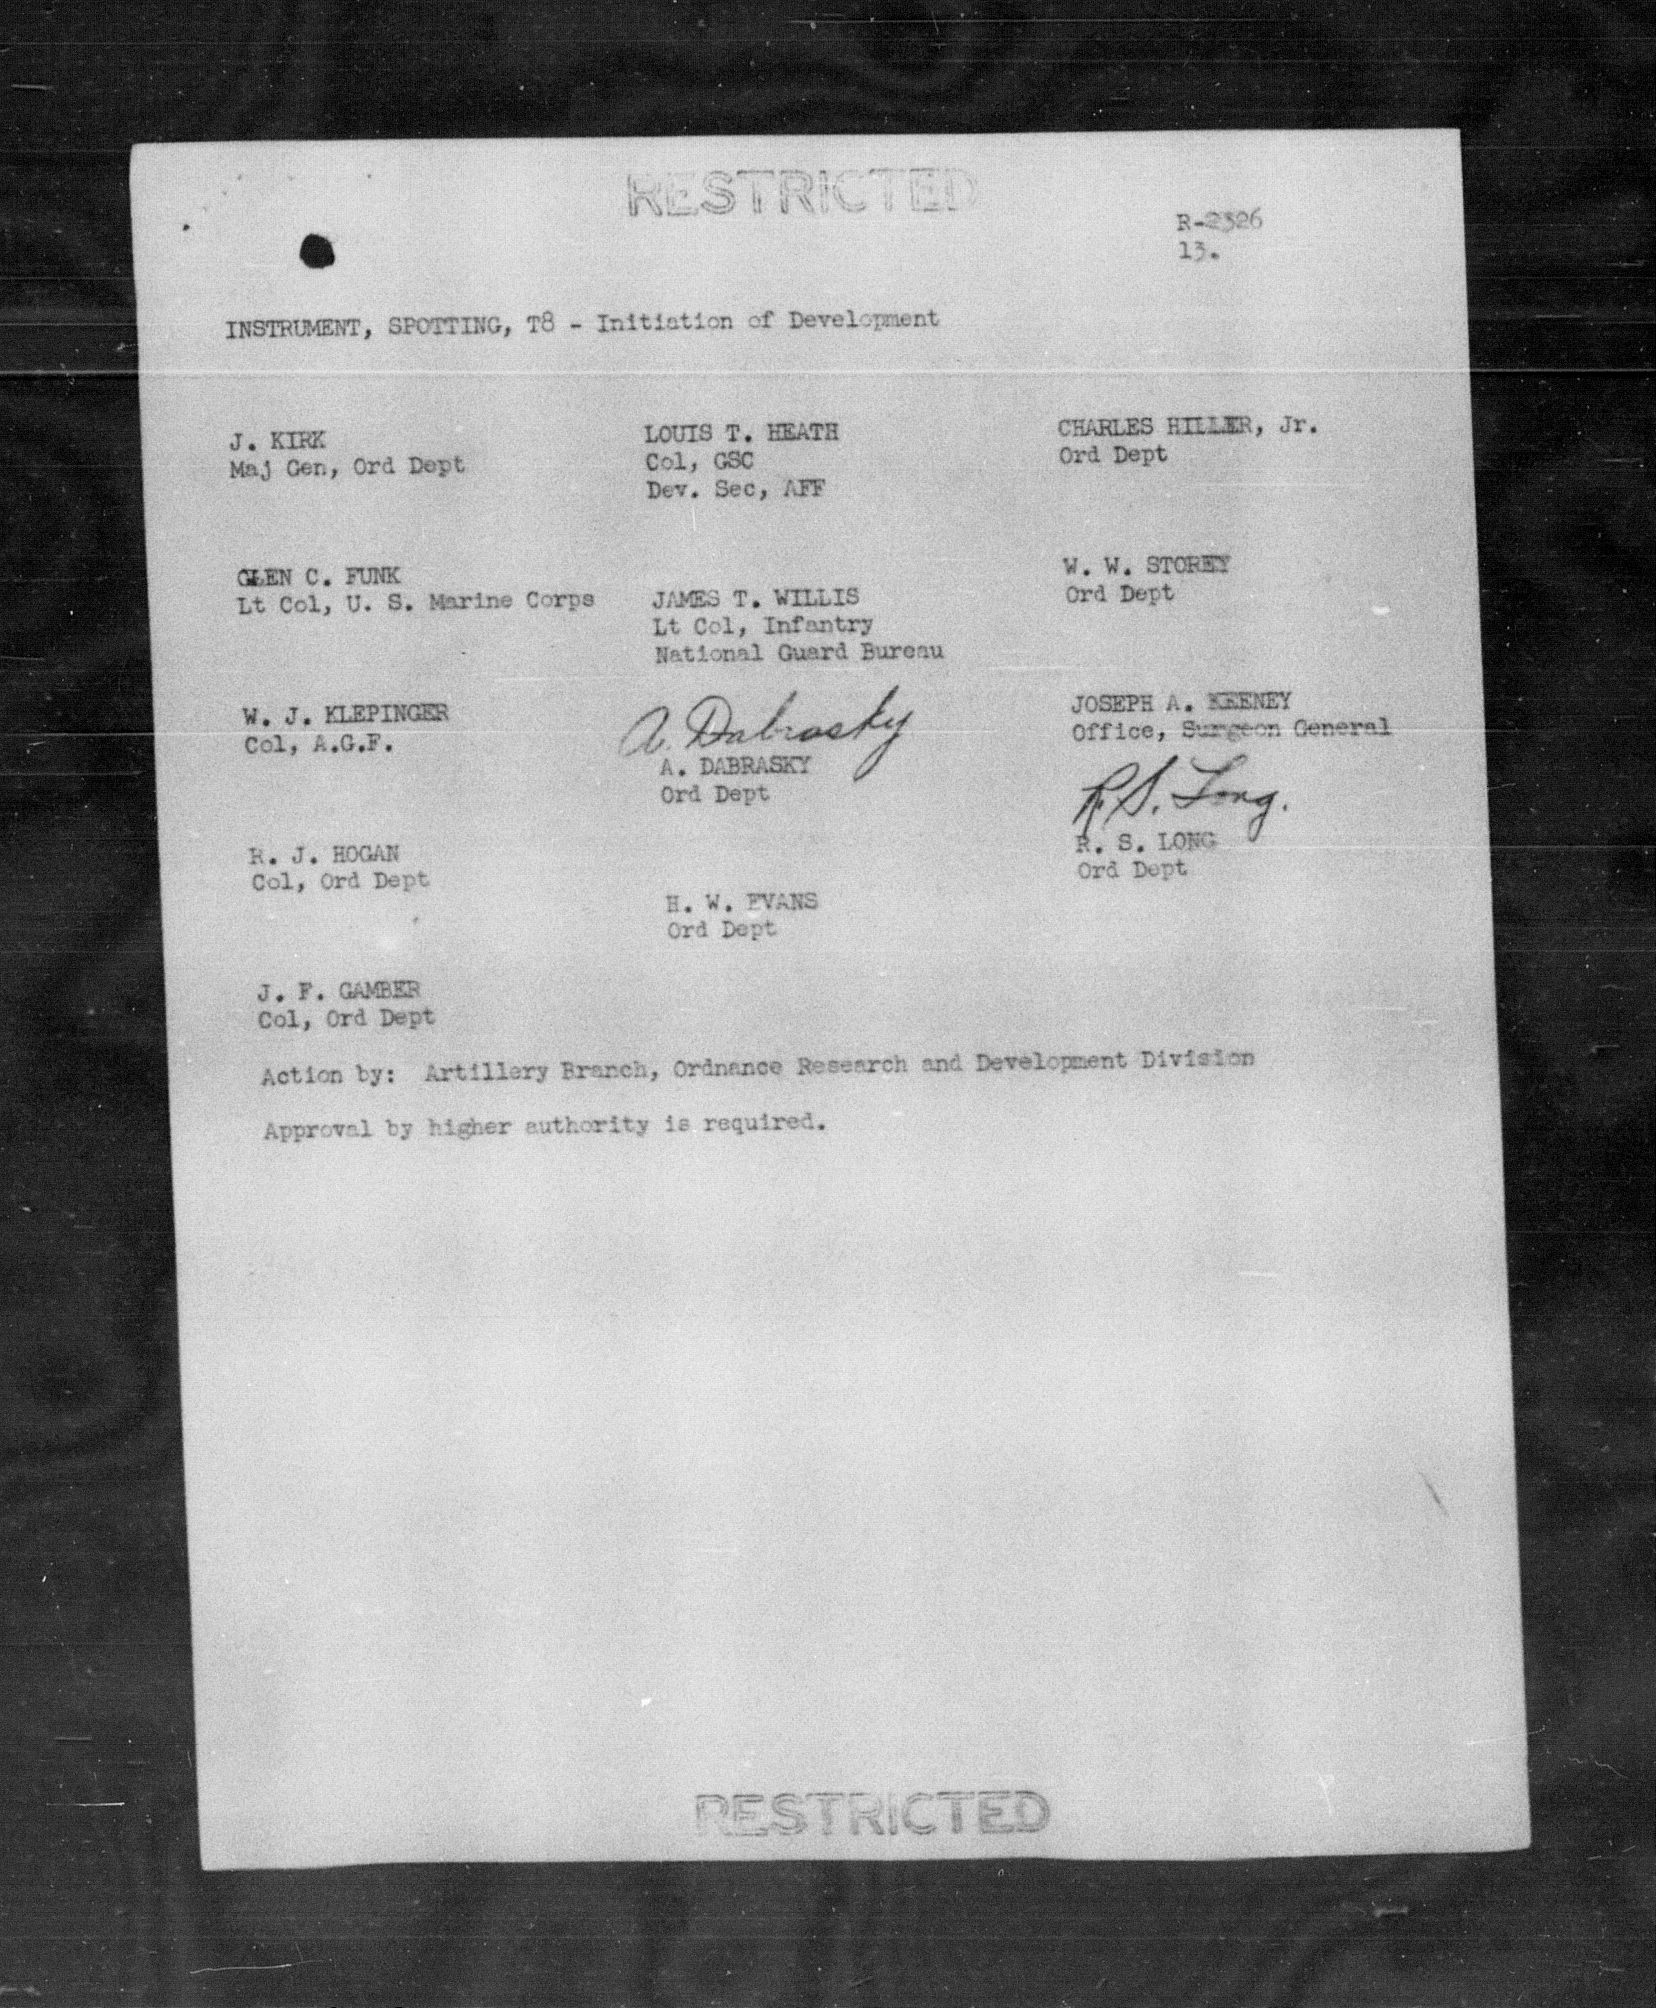 RESTRICTED
R-2326
13.
INSTRUMENT, SPOTTING, T8 - Initiation of Development
J. KIRK
Maj Gen, Ord Dept
GLEN C. FUNK
Lt Col, U. S. Marine Corps
W. J. KLEPINGER
Col, A.G.F.
R. J. HOGAN
Col, Ord Dept
J. F. GAMBER
Col, Ord Dept
LOUIS T. HEATH
Col, GSC
Dev. Sec, AFF
JAMES T. WILLIS
Lt Col, Infantry
National Guard Bureau
A. Dabrasky
A. DABRASKY
Ord Dept
H. W. EVANS
Ord Dept
CHARLES HILLER, Jr.
Ord Dept
W. W. STOREY
Ord Dept
JOSEPH A. KEENEY
Office, Surgeon General
R. S. Long.
R. S. LONG
Ord Dept
Action by: Artillery Branch, Ordnance Research and Development Division
Approval by higher authority is required.
RESTRICTED